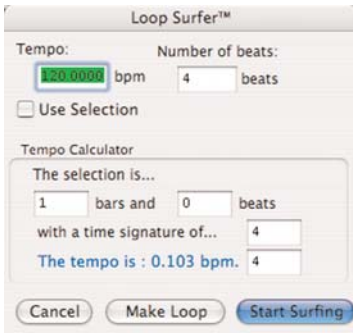 Loop Surfer™
Tempo: Number of beats:
120.0000 bpm 4 beats
Use Selection
Tempo Calculator
The selection is...
1 bars and 0 beats
with a time signature of... 4
The tempo is : 0.103 bpm. 4
Cancel Make Loop Start Surfing